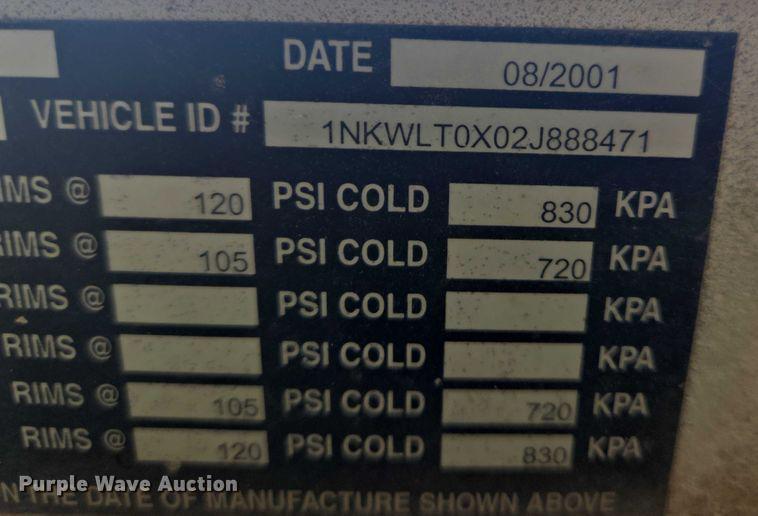 DATE 08/2001
VEHICLE ID # 1NKWLT0X02J888471
RIMS @ 120 PSI COLD 830 KPA
RIMS @ 105 PSI COLD 720 KPA
RIMS @ PSI COLD KPA
RIMS @ PSI COLD KPA
RIMS @ 105 PSI COLD 720 KPA
RIMS @ 120 PSI COLD 830 KPA
N THE DATE OF MANUFACTURE SHOWN ABOVE
Purple Wave Auction